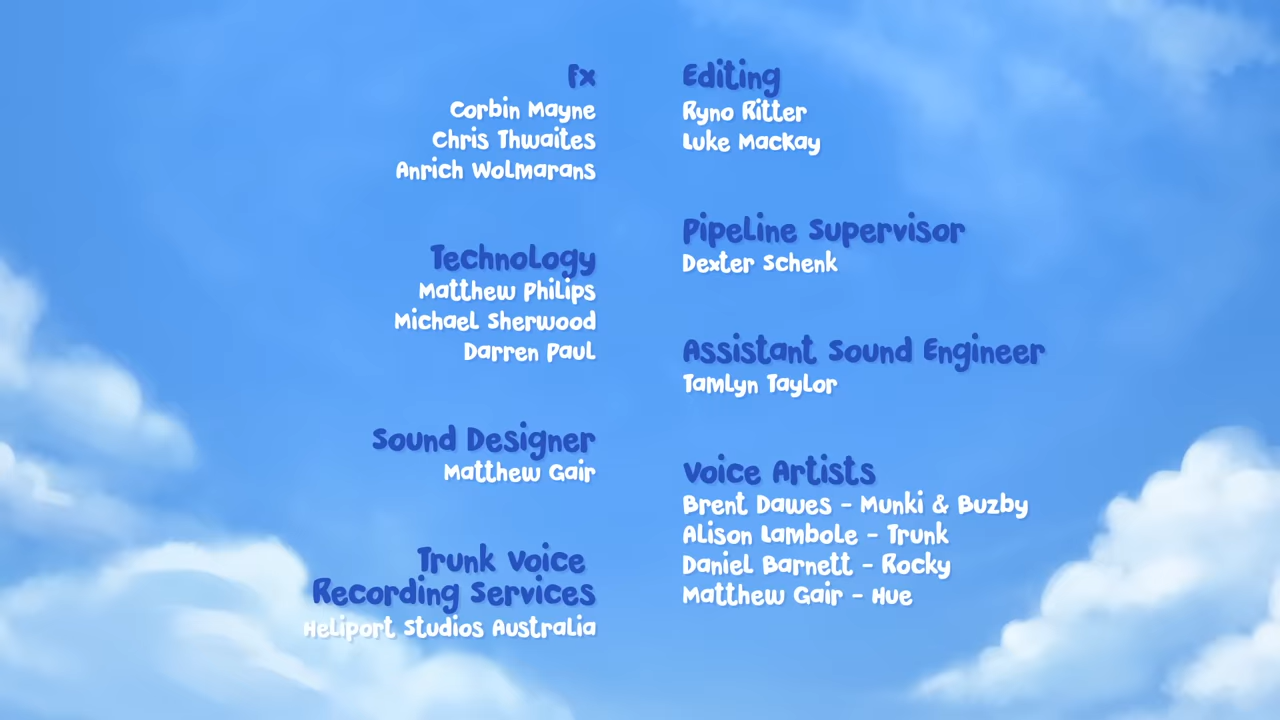 Fx
Corbin Mayne
Chris Thwaites
Anrich Wolmarans
Technology
Matthew Philips
Michael Sherwood
Darren Paul
Sound Designer
Matthew Gair
Trunk Voice
Recording Services
Heliport Studios Australia
Editing
Ryno Ritter
Luke MacKay
Pipeline Supervisor
Dexter Schenk
Assistant Sound Engineer
Tamlyn Taylor
Voice Artists
Brent Dawes - Munki & Buzby
Alison Lambole - Trunk
Daniel Barnett - Rocky
Matthew Gair - Hue